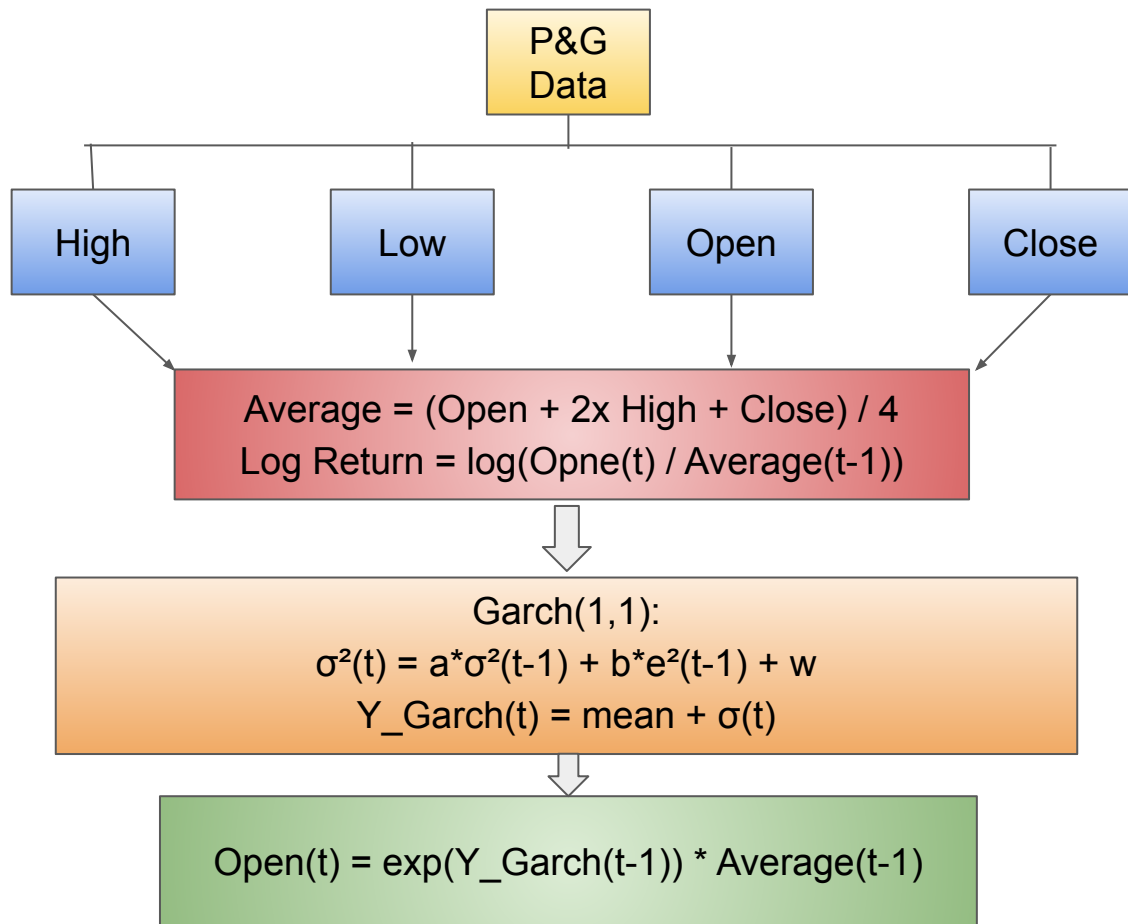 P&G
Data
High
Low
Open
Close
Average = (Open + 2x High + Close) / 4
Log Return = log(Opne(t) / Average(t-1))
Garch(1,1):
σ²(t) = a*σ²(t-1) + b*e²(t-1) + w
Y_Garch(t) = mean + σ(t)
Open(t) = exp(Y_Garch(t-1)) * Average(t-1)